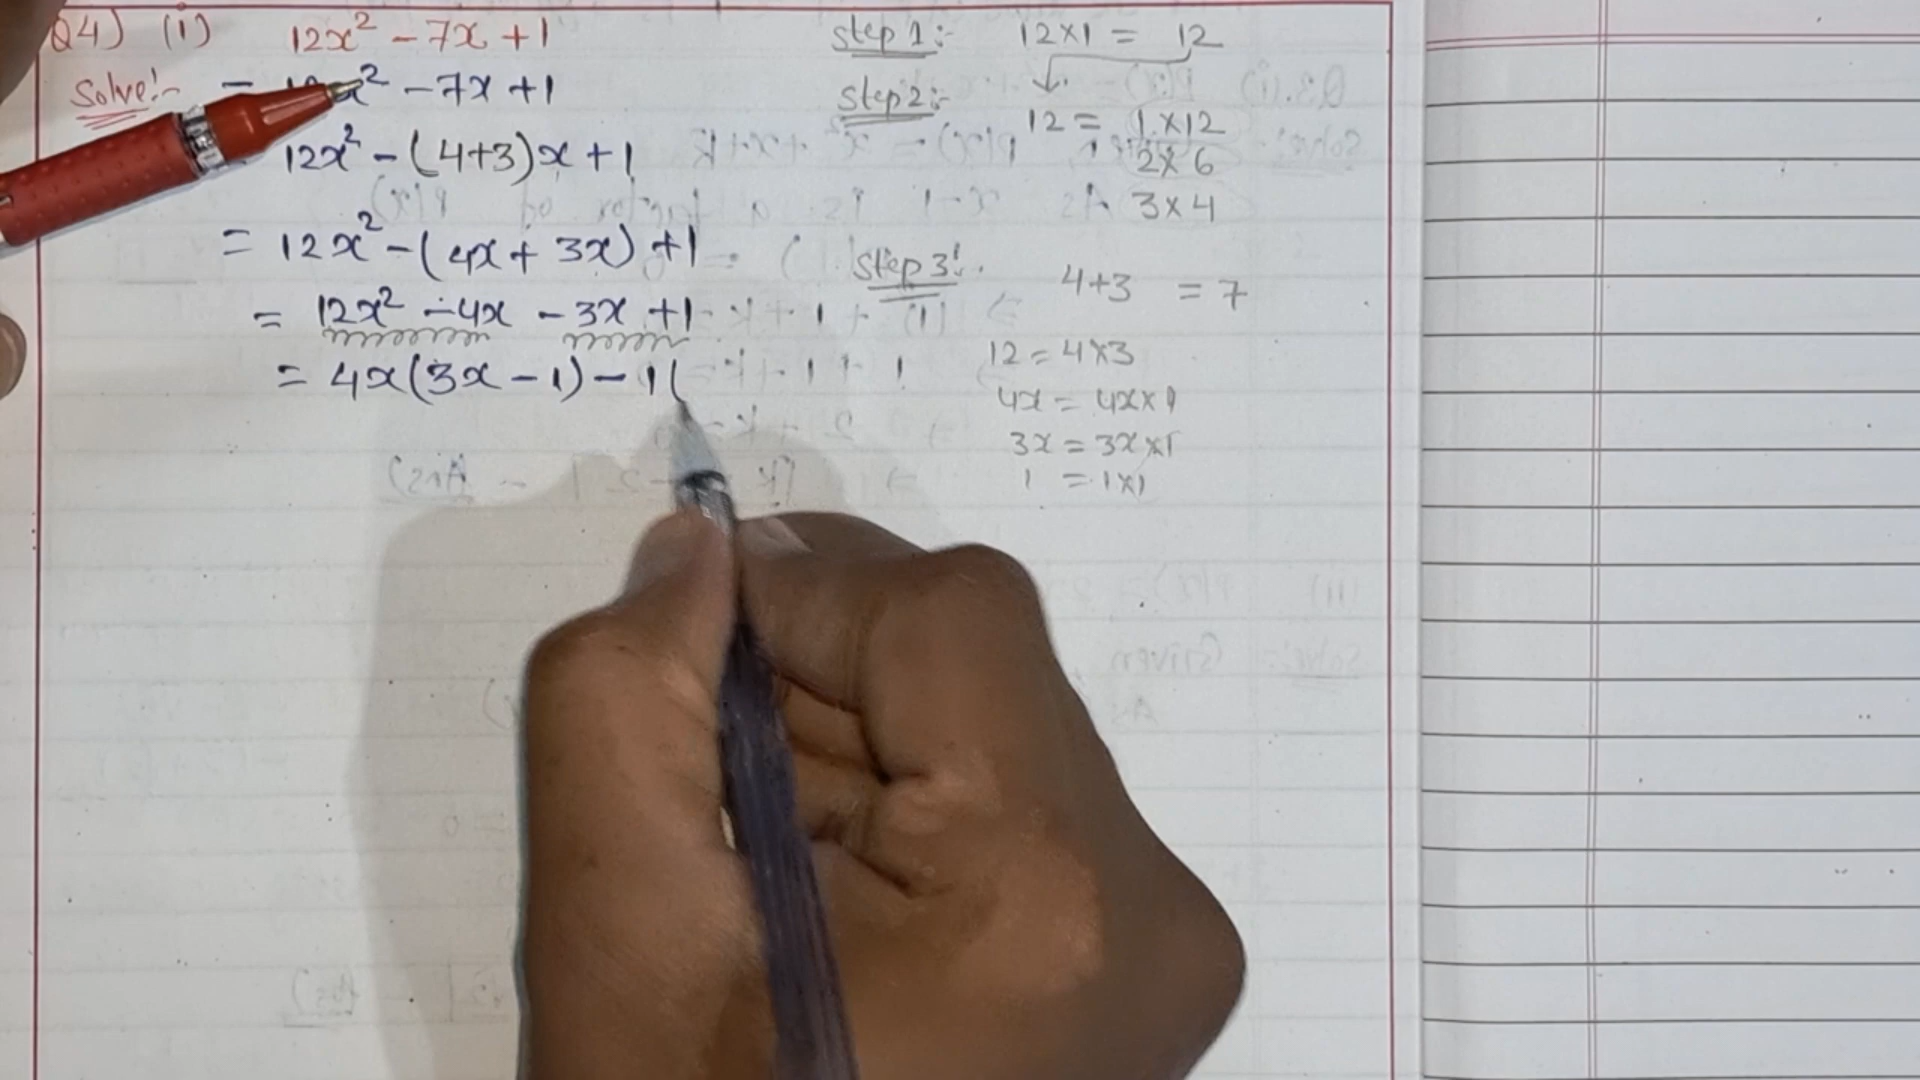 Q4) (i) 12x² - 7x + 1
Solve:- = x² - 7x + 1
12x² - (4+3)x + 1
= 12x² - (4x + 3x) + 1
= 12x² - 4x - 3x + 1
= 4x(3x - 1) - 1(
step 1:- 12×1 = 12
Step 2:-
12 = 1×12
2×6
3×4
Step 3:- 4+3 = 7
12 = 4×3
4x = 4x×1
3x = 3x×1
1 = 1×1